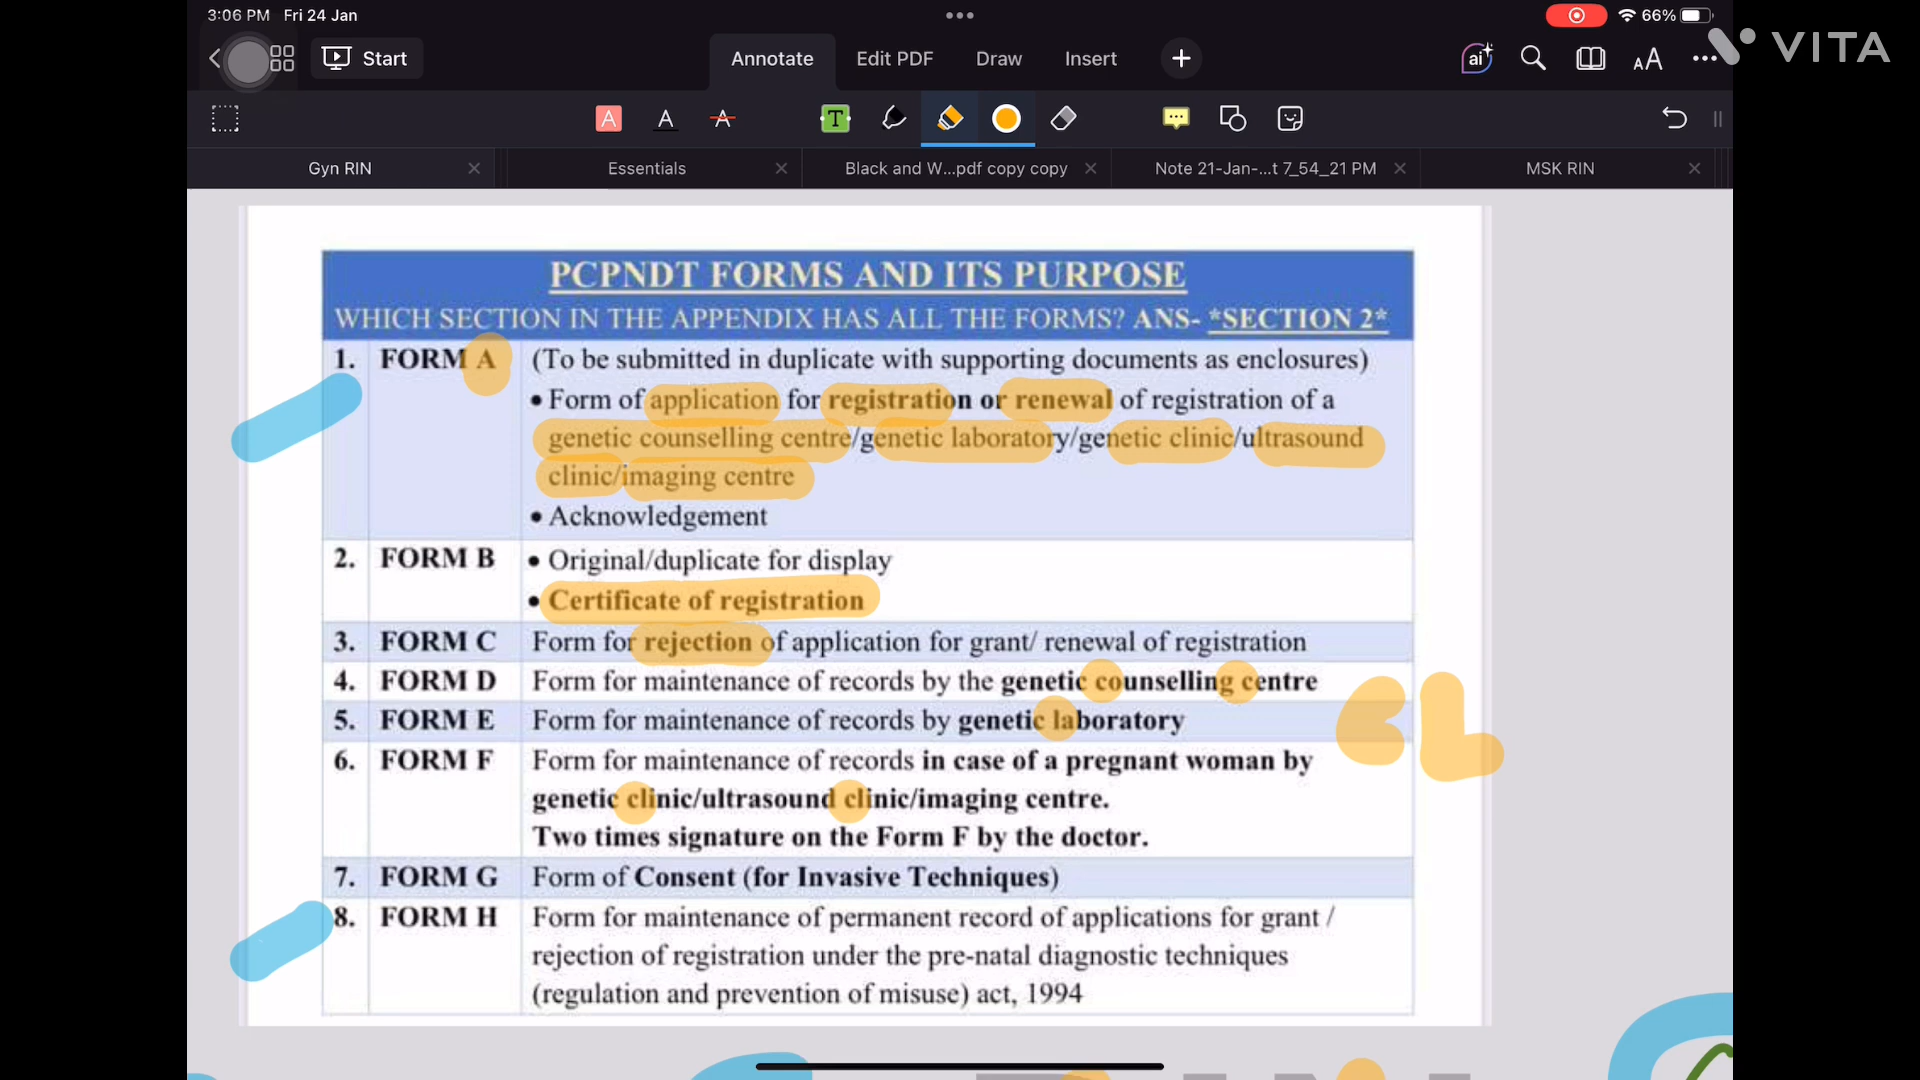 3:06 PM Fri 24 Jan
66%
VITA
Start
Annotate
Edit PDF
Draw
Insert
ai
AA
A
A
A
T
Gyn RIN
Essentials
Black and W...pdf copy copy
Note 21-Jan-...t 7_54_21 PM
MSK RIN
PCPNDT FORMS AND ITS PURPOSE
WHICH SECTION IN THE APPENDIX HAS ALL THE FORMS? ANS- *SECTION 2*
1. FORM A (To be submitted in duplicate with supporting documents as enclosures)
• Form of application for registration or renewal of registration of a
genetic counselling centre/genetic laboratory/genetic clinic/ultrasound
clinic/imaging centre
• Acknowledgement
2. FORM B • Original/duplicate for display
• Certificate of registration
3. FORM C Form for rejection of application for grant/ renewal of registration
4. FORM D Form for maintenance of records by the genetic counselling centre
5. FORM E Form for maintenance of records by genetic laboratory
CL
6. FORM F Form for maintenance of records in case of a pregnant woman by
genetic clinic/ultrasound clinic/imaging centre.
Two times signature on the Form F by the doctor.
7. FORM G Form of Consent (for Invasive Techniques)
8. FORM H Form for maintenance of permanent record of applications for grant /
rejection of registration under the pre-natal diagnostic techniques
(regulation and prevention of misuse) act, 1994